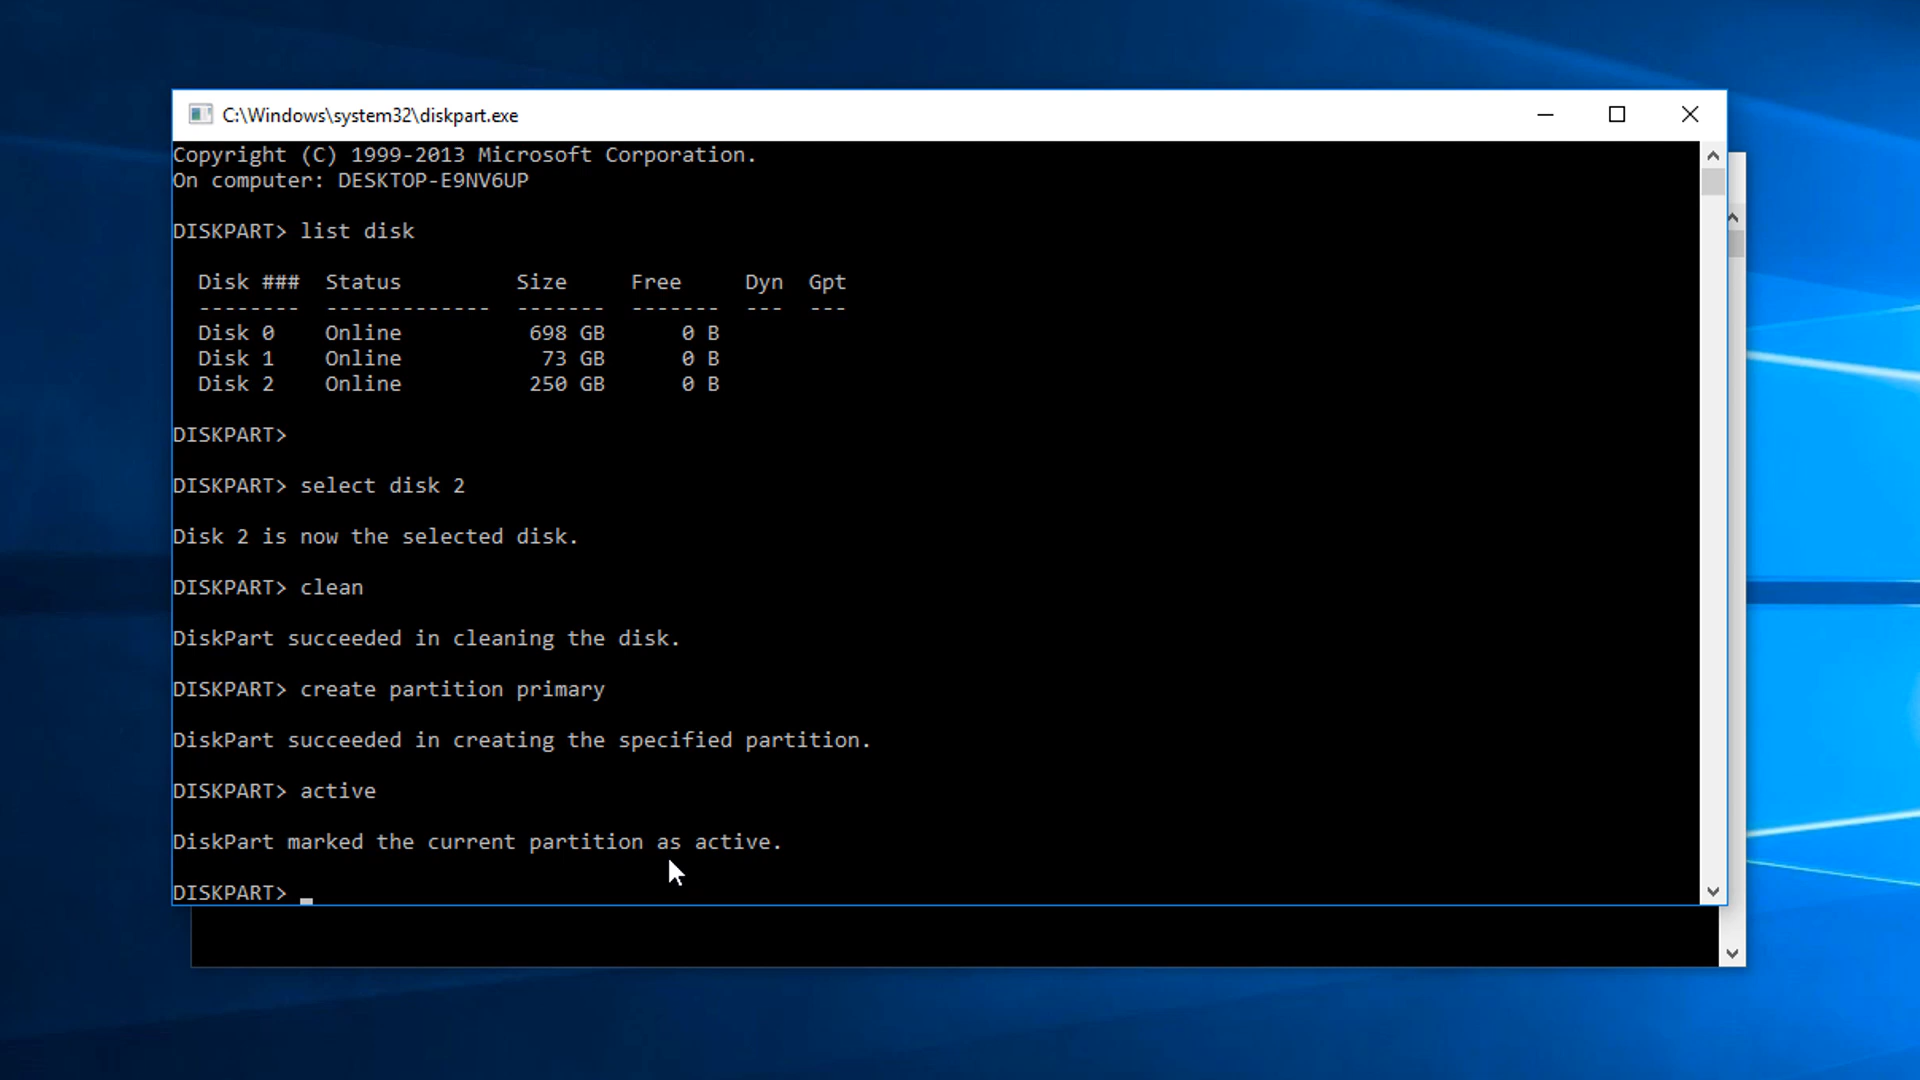 C:\Windows\system32\diskpart.exe
Copyright (C) 1999-2013 Microsoft Corporation.
On computer: DESKTOP-E9NV6UP
DISKPART> list disk
Disk ###  Status         Size     Free     Dyn  Gpt
--------  -------------  -------  -------  ---  ---
Disk 0    Online          698 GB      0 B
Disk 1    Online           73 GB      0 B
Disk 2    Online          250 GB      0 B
DISKPART>
DISKPART> select disk 2
Disk 2 is now the selected disk.
DISKPART> clean
DiskPart succeeded in cleaning the disk.
DISKPART> create partition primary
DiskPart succeeded in creating the specified partition.
DISKPART> active
DiskPart marked the current partition as active.
DISKPART>